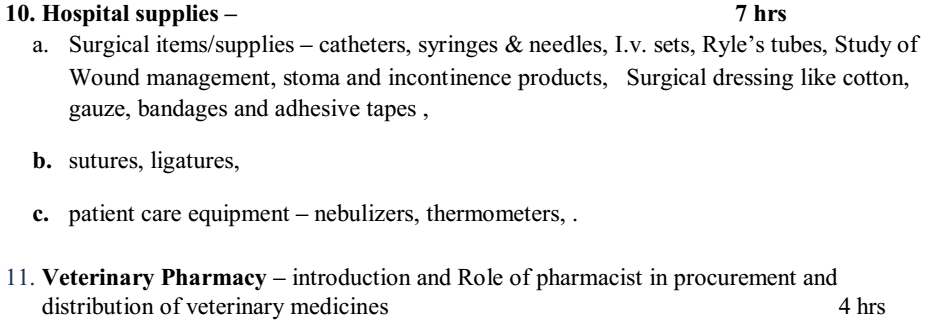 10. Hospital supplies – 7 hrs
a. Surgical items/supplies – catheters, syringes & needles, I.v. sets, Ryle’s tubes, Study of
Wound management, stoma and incontinence products, Surgical dressing like cotton,
gauze, bandages and adhesive tapes ,
b. sutures, ligatures,
c. patient care equipment – nebulizers, thermometers, .
11. Veterinary Pharmacy – introduction and Role of pharmacist in procurement and
distribution of veterinary medicines 4 hrs